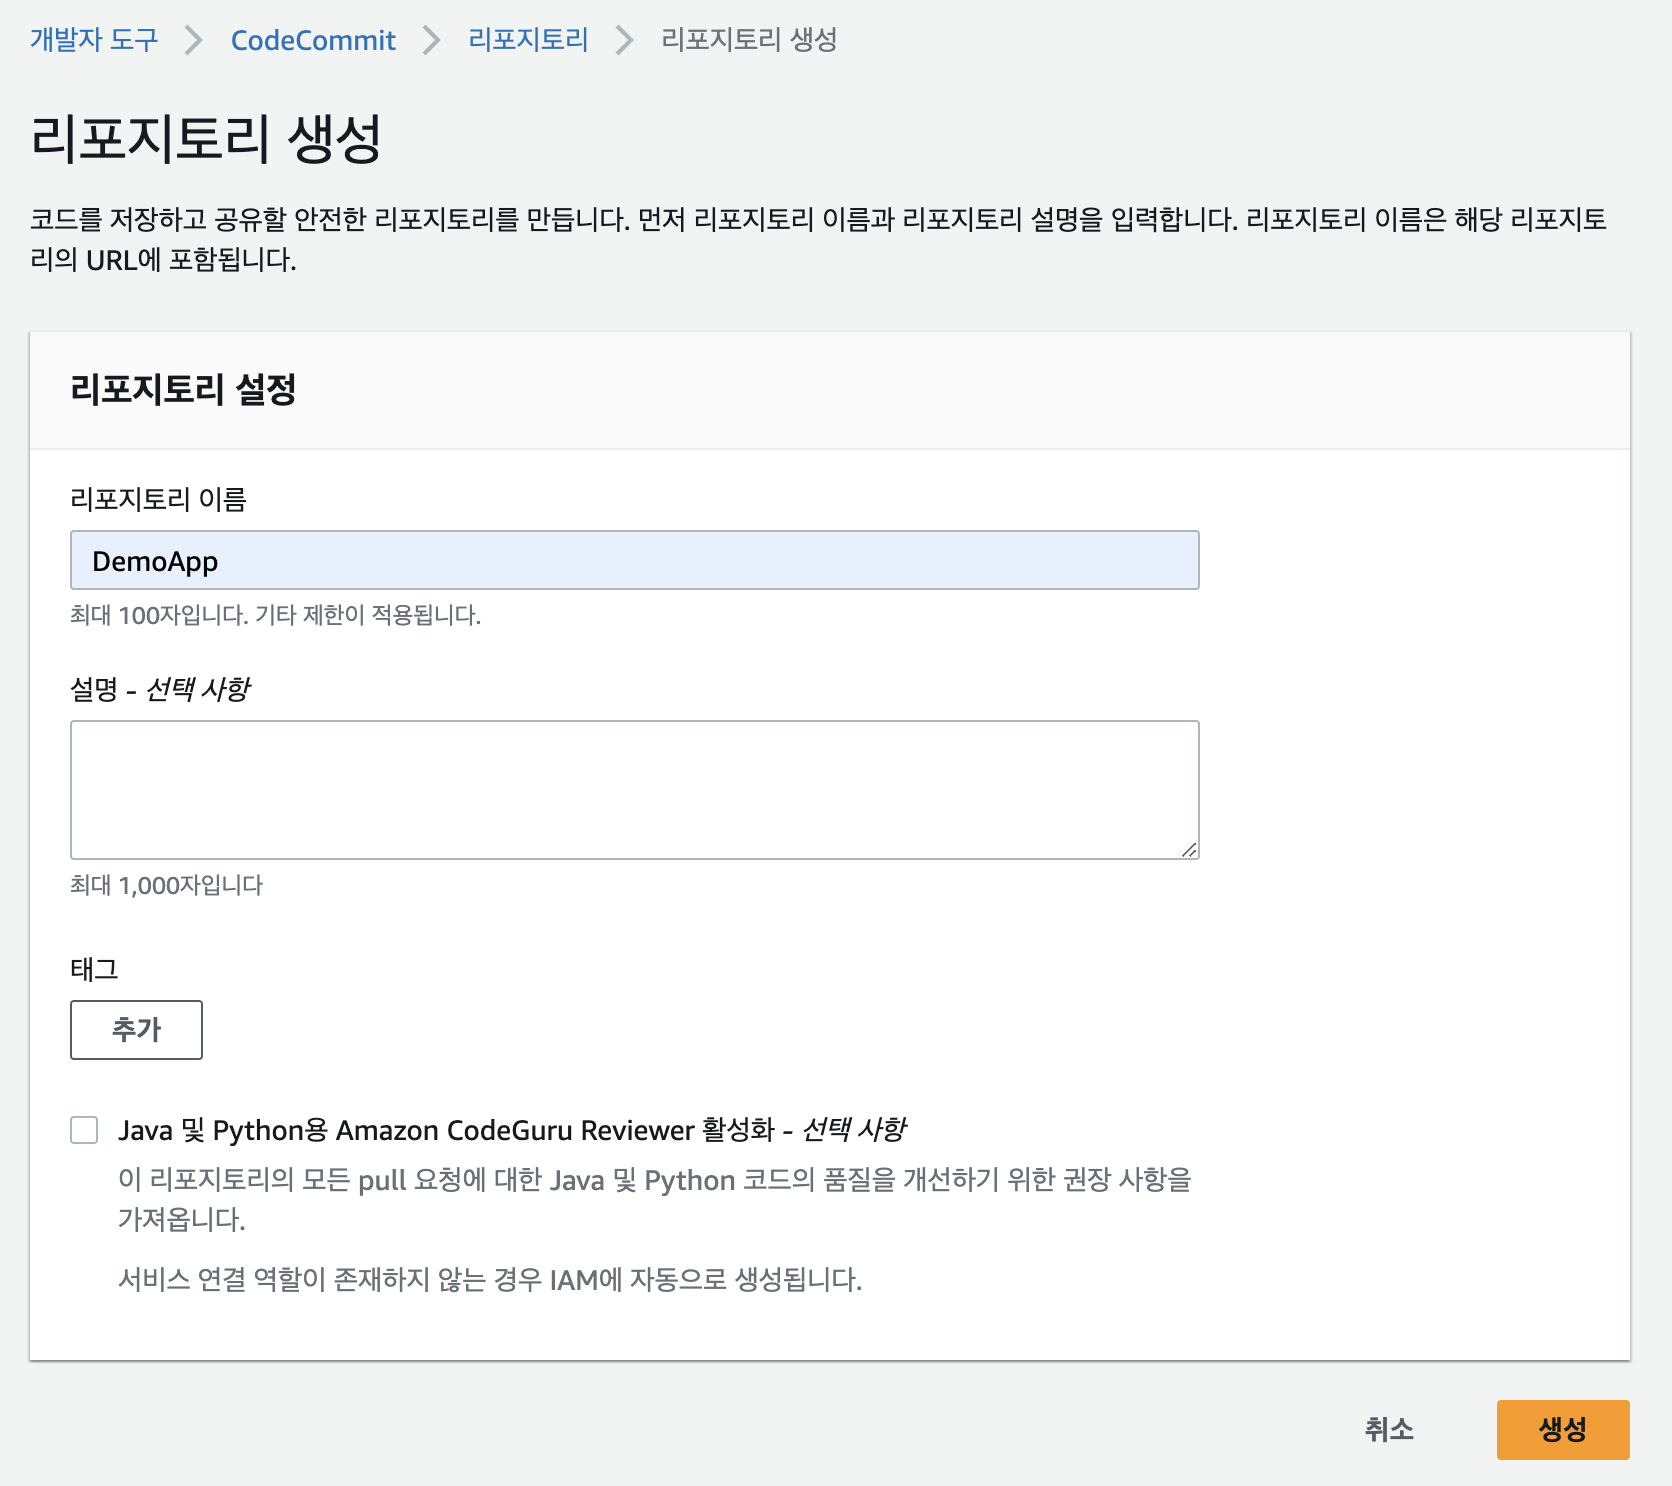 개발자 도구 > CodeCommit > 리포지토리 > 리포지토리 생성
리포지토리 생성
코드를 저장하고 공유할 안전한 리포지토리를 만듭니다. 먼저 리포지토리 이름과 리포지토리 설명을 입력합니다. 리포지토리 이름은 해당 리포지토
리의 URL에 포함됩니다.
리포지토리 설정
리포지토리 이름
DemoApp
최대 100자입니다. 기타 제한이 적용됩니다.
설명 - 선택 사항
최대 1,000자입니다
태그
추가
Java 및 Python용 Amazon CodeGuru Reviewer 활성화 - 선택 사항
이 리포지토리의 모든 pull 요청에 대한 Java 및 Python 코드의 품질을 개선하기 위한 권장 사항을
가져옵니다.
서비스 연결 역할이 존재하지 않는 경우 IAM에 자동으로 생성됩니다.
취소 생성